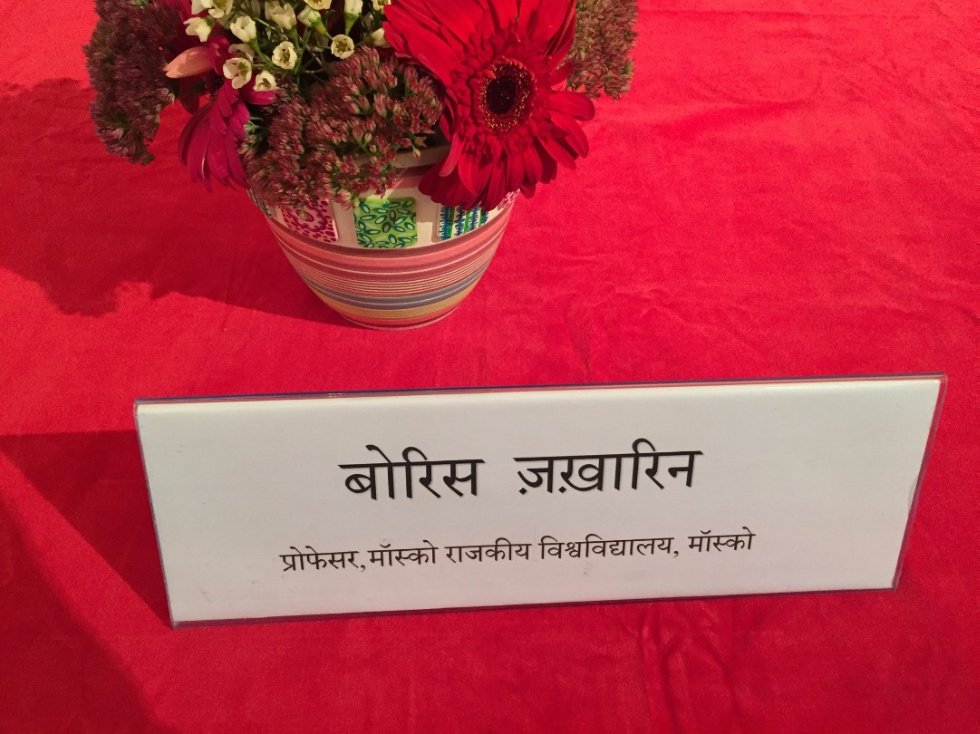 बोरिस ज़ख़ारिन
प्रोफेसर, मॉस्को राजकीय विश्वविद्यालय, मॉस्को